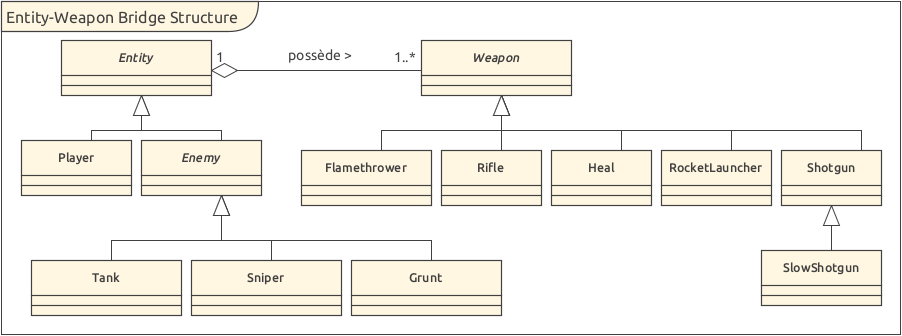 Entity-Weapon Bridge Structure
Entity
1
possède >
1..*
Weapon
Player
Enemy
Flamethrower
Rifle
Heal
RocketLauncher
Shotgun
Tank
Sniper
Grunt
SlowShotgun